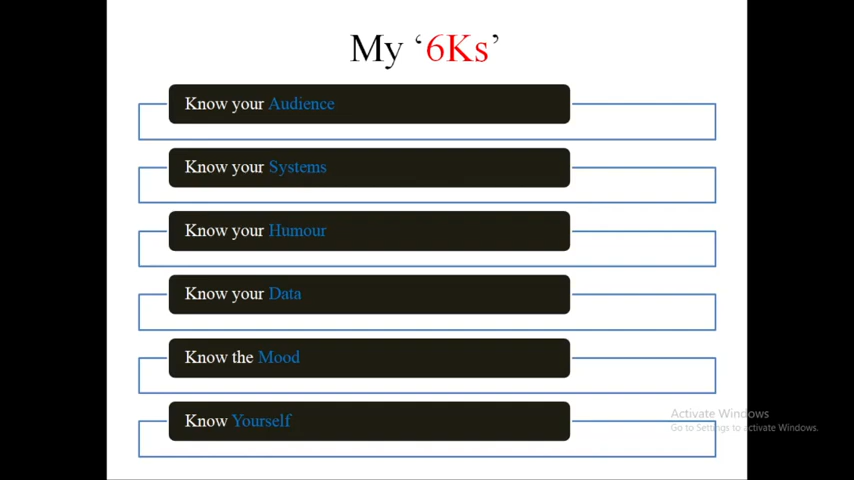 My ‘6Ks’
Know your Audience
Know your Systems
Know your Humour
Know your Data
Know the Mood
Know Yourself
Activate Windows
Go to Settings to activate Windows.